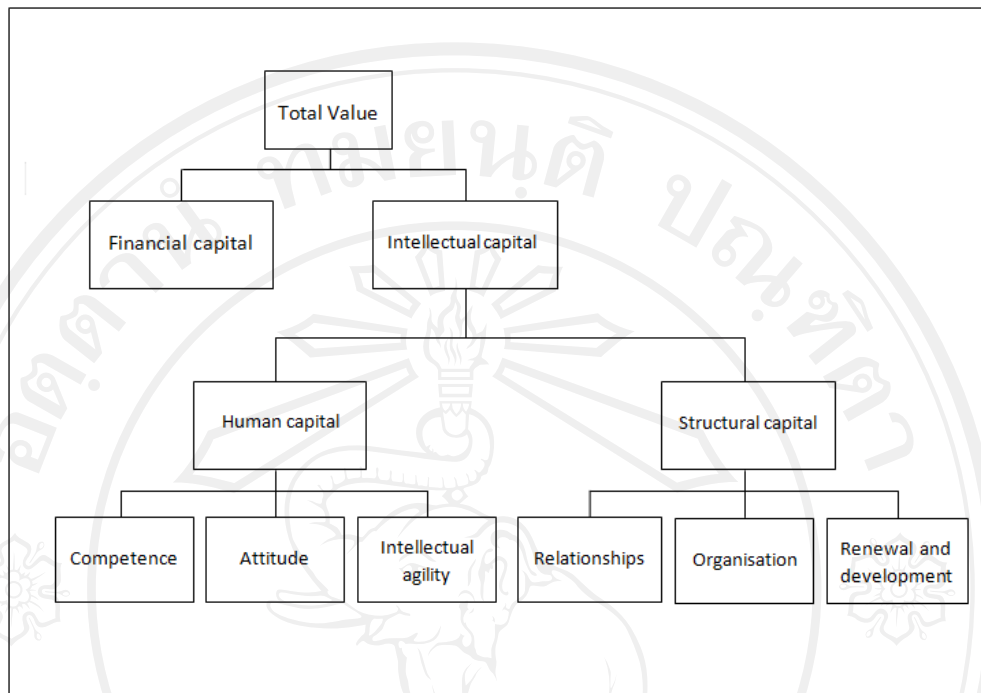 Total Value
Financial capital
Intellectual capital
Human capital
Structural capital
Competence
Attitude
Intellectual
agility
Relationships
Organisation
Renewal and
development